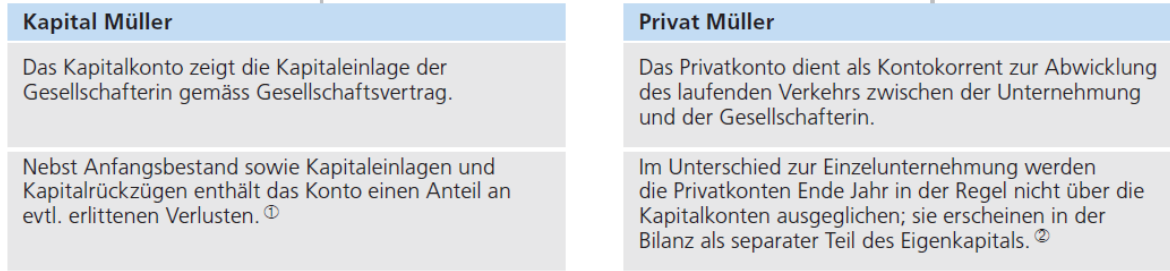 Kapital Müller
Das Kapitalkonto zeigt die Kapitaleinlage der
Gesellschafterin gemäss Gesellschaftsvertrag.
Nebst Anfangsbestand sowie Kapitaleinlagen und
Kapitalrückzügen enthält das Konto einen Anteil an
evtl. erlittenen Verlusten. ①
Privat Müller
Das Privatkonto dient als Kontokorrent zur Abwicklung
des laufenden Verkehrs zwischen der Unternehmung
und der Gesellschafterin.
Im Unterschied zur Einzelunternehmung werden
die Privatkonten Ende Jahr in der Regel nicht über die
Kapitalkonten ausgeglichen; sie erscheinen in der
Bilanz als separater Teil des Eigenkapitals. ②